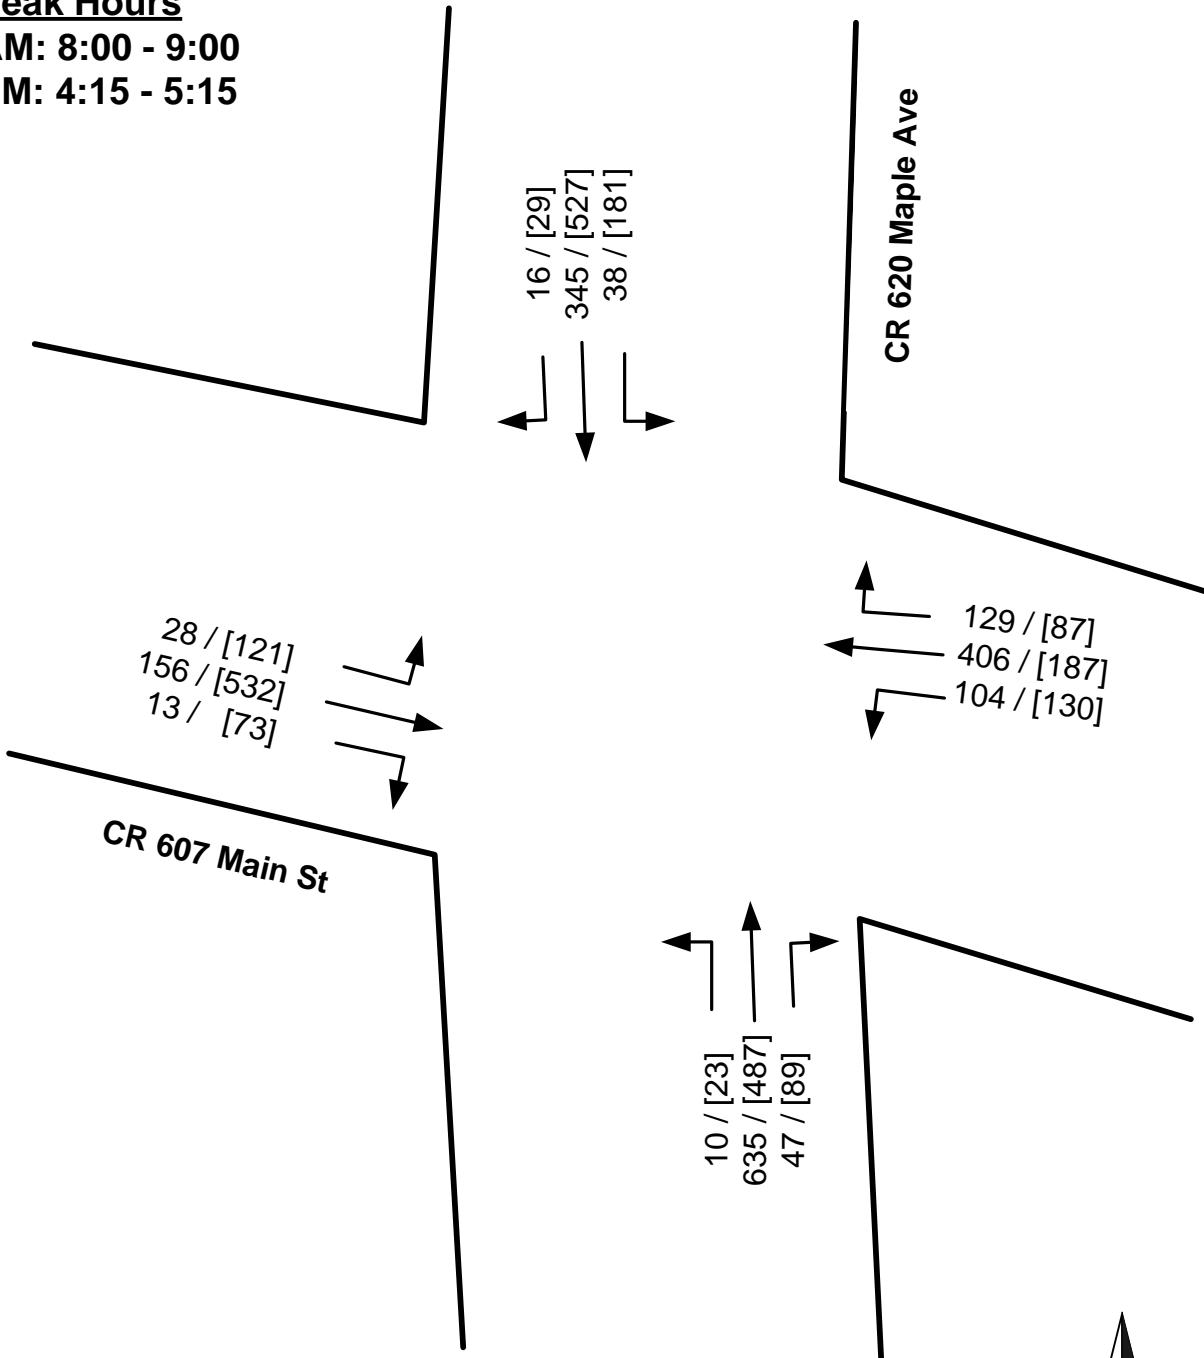 eak Hours
AM: 8:00 - 9:00
M: 4:15 - 5:15
16 / [29]
345 / [527]
38 / [181]
CR 620 Maple Ave
28 / [121]
156 / [532]
13 / [73]
129 / [87]
406 / [187]
104 / [130]
CR 607 Main St
10 / [23]
635 / [487]
47 / [89]